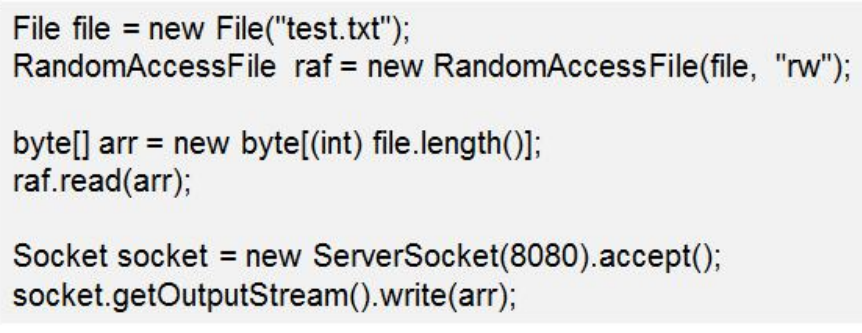 File file = new File("test.txt");
RandomAccessFile raf = new RandomAccessFile(file, "rw");
byte[] arr = new byte[(int) file.length()];
raf.read(arr);
Socket socket = new ServerSocket(8080).accept();
socket.getOutputStream().write(arr);